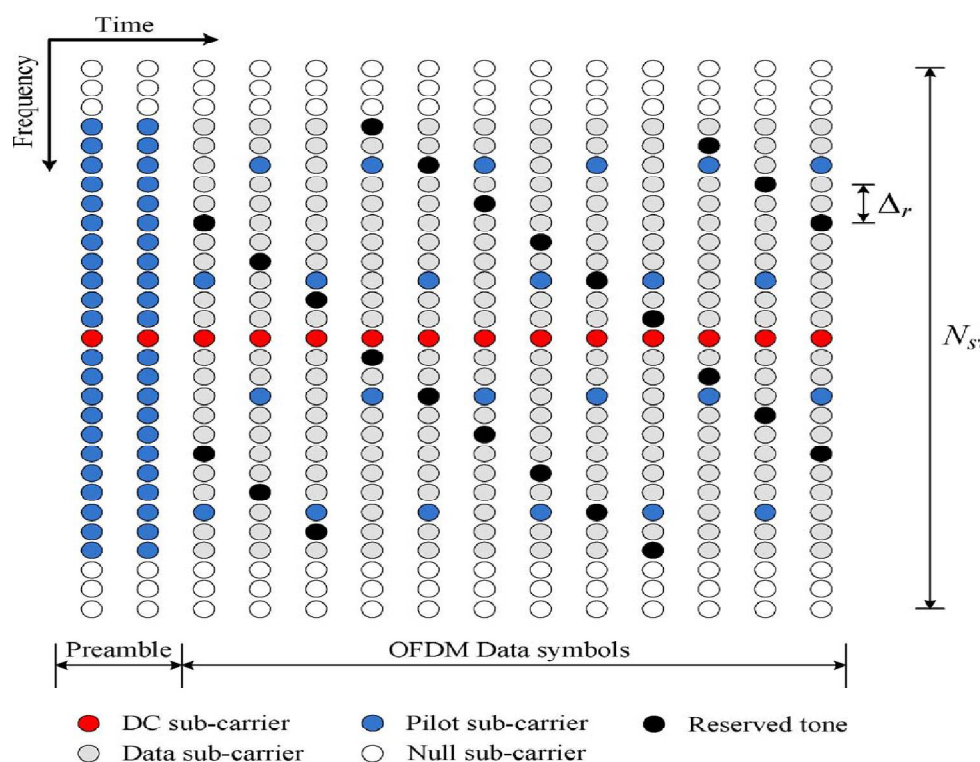 Time
Frequency
Δr
Preamble
OFDM Data symbols
DC sub-carrier
Pilot sub-carrier
Reserved tone
Data sub-carrier
Null sub-carrier